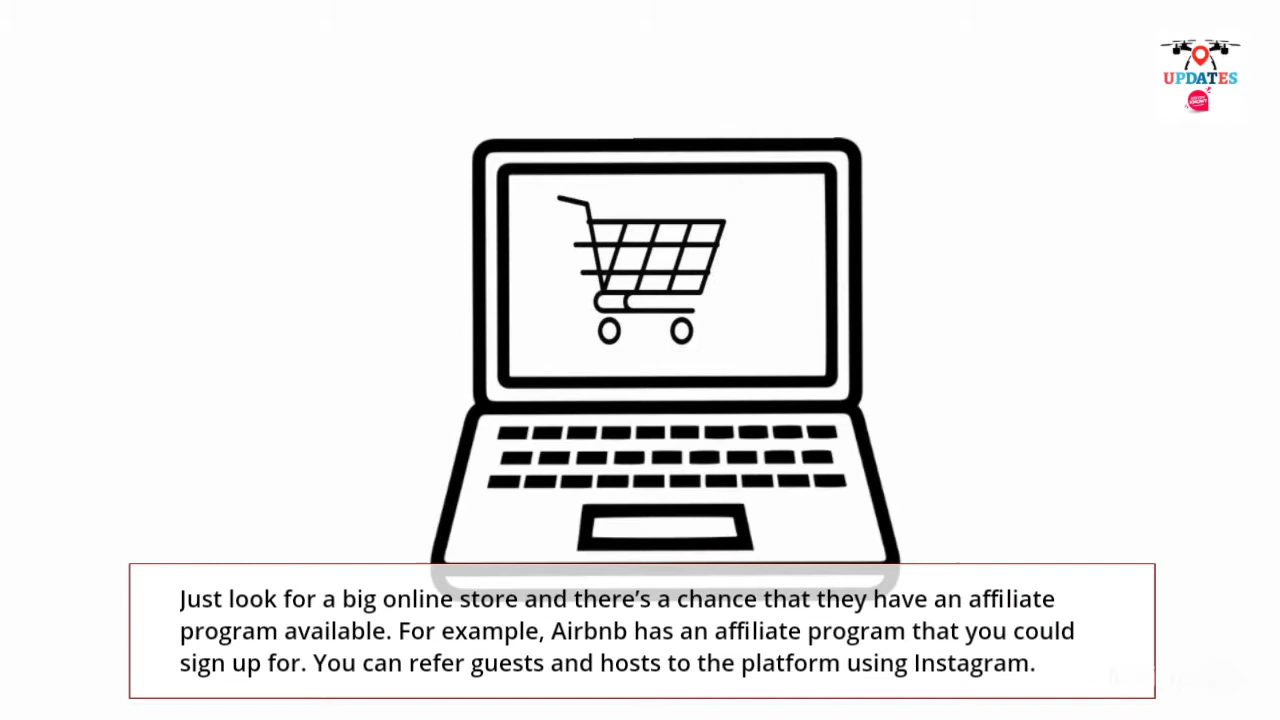 UPDATES
Just look for a big online store and there’s a chance that they have an affiliate
program available. For example, Airbnb has an affiliate program that you could
sign up for. You can refer guests and hosts to the platform using Instagram.